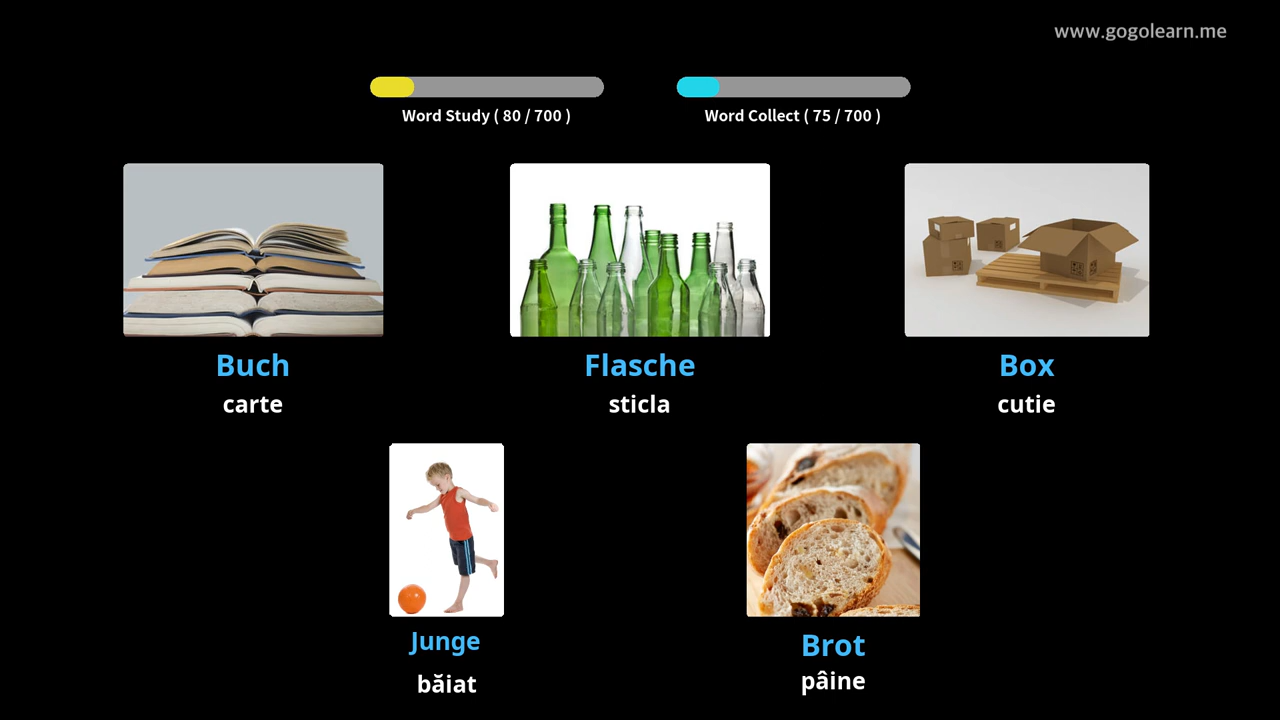 www.gogolearn.me
Word Study ( 80 / 700 )
Word Collect ( 75 / 700 )
Buch
Flasche
Box
carte
sticla
cutie
Junge
Brot
băiat
pâine